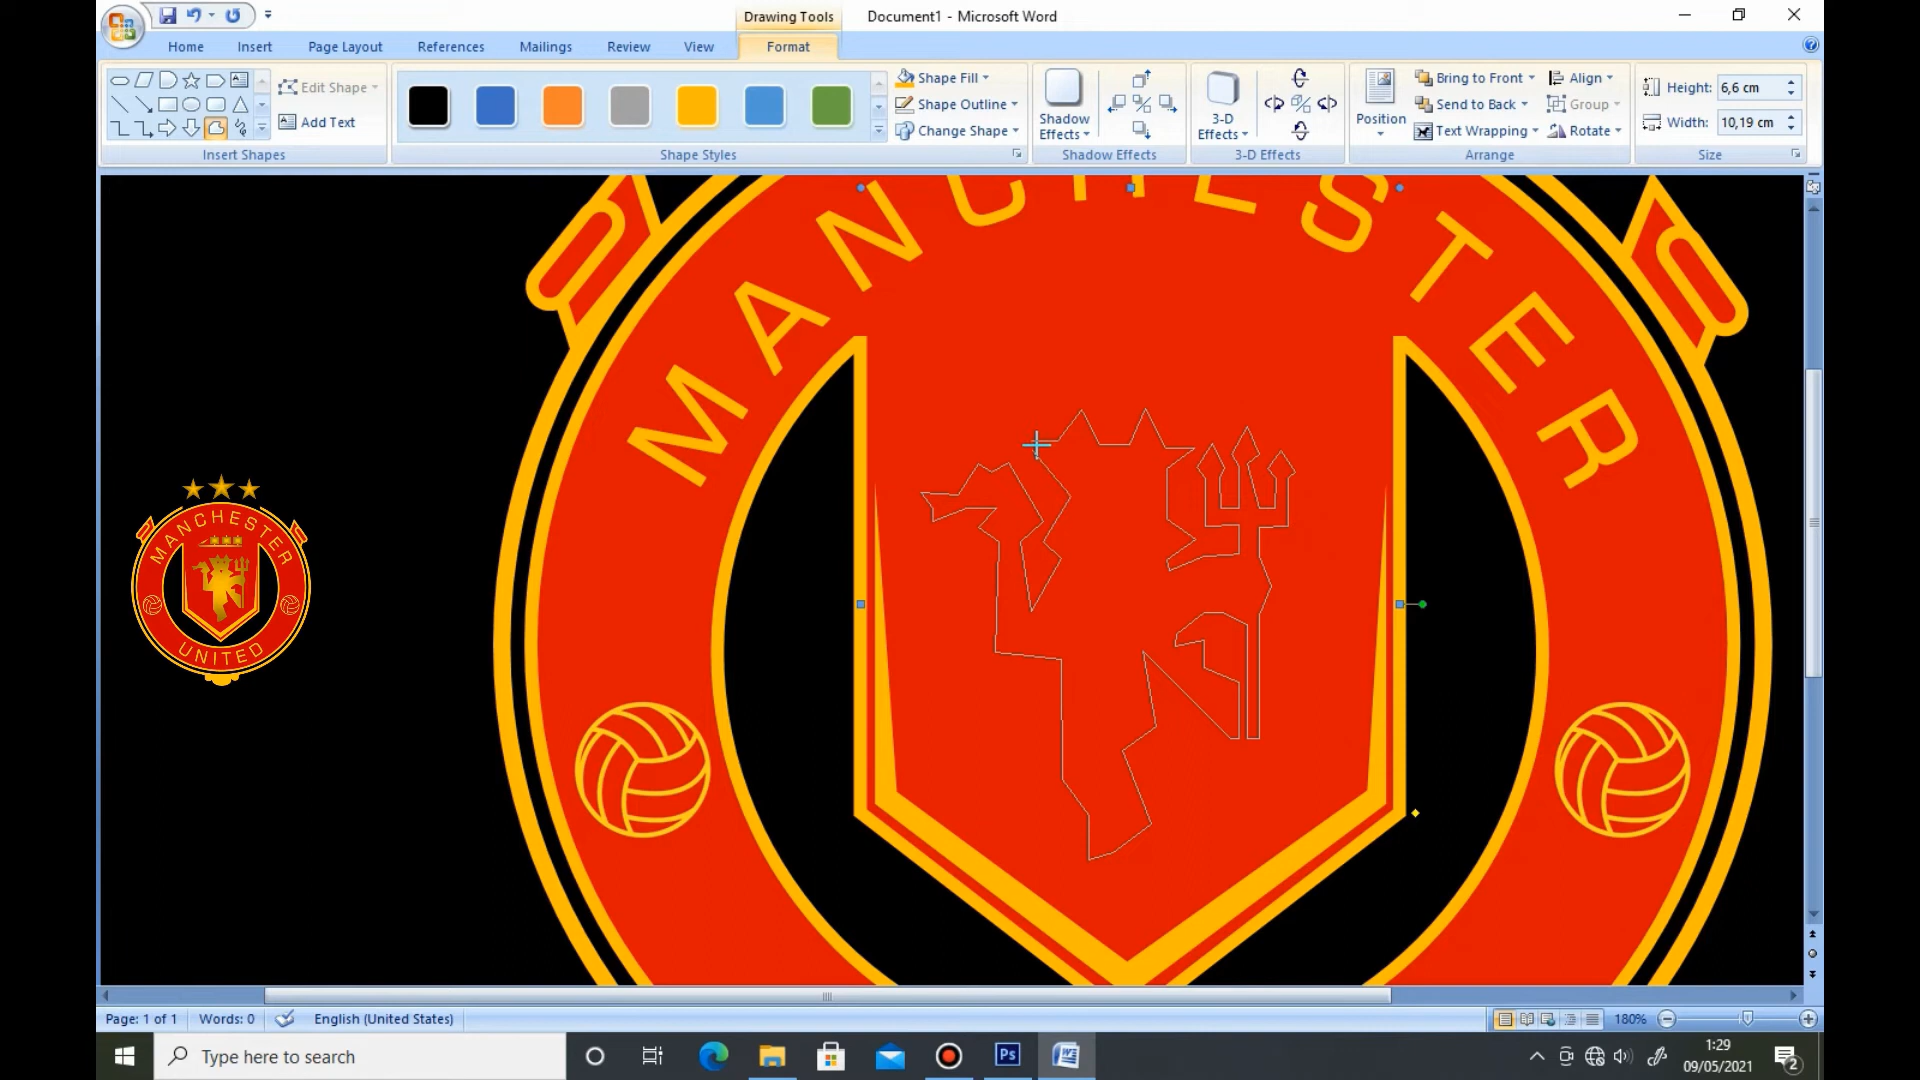 Drawing Tools
Document1 - Microsoft Word
Home
Insert
Page Layout
References
Mailings
Review
View
Format
Edit Shape
Add Text
Insert Shapes
Shape Fill
Shape Outline
Change Shape
Shape Styles
Shadow
Effects
Shadow Effects
3-D
Effects
3-D Effects
Position
Bring to Front
Send to Back
Text Wrapping
Align
Group
Rotate
Arrange
Height: 6,6 cm
Width: 10,19 cm
Size
MANCHESTER
MANCHESTER
UNITED
Page: 1 of 1
Words: 0
English (United States)
180%
Type here to search
Ps
1:29
09/05/2021
2